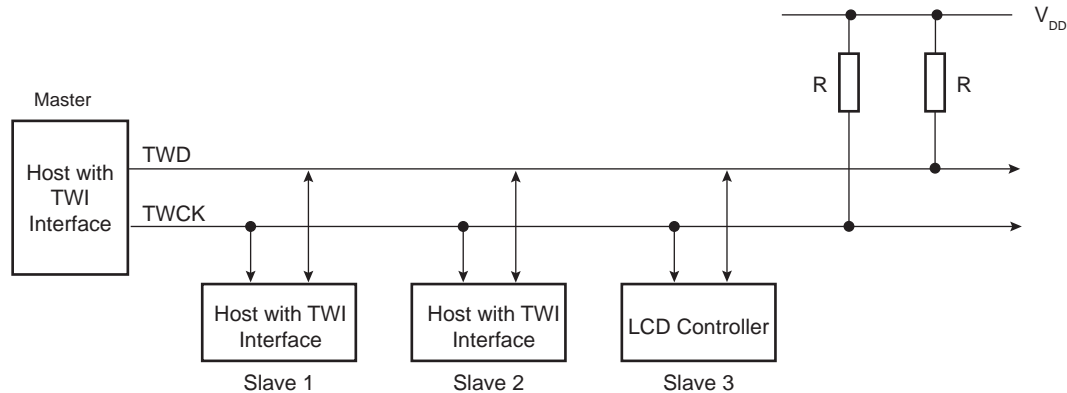 V_DD
R
R
Master
Host with
TWI
Interface
TWD
TWCK
Host with TWI
Interface
Slave 1
Host with TWI
Interface
Slave 2
LCD Controller
Slave 3